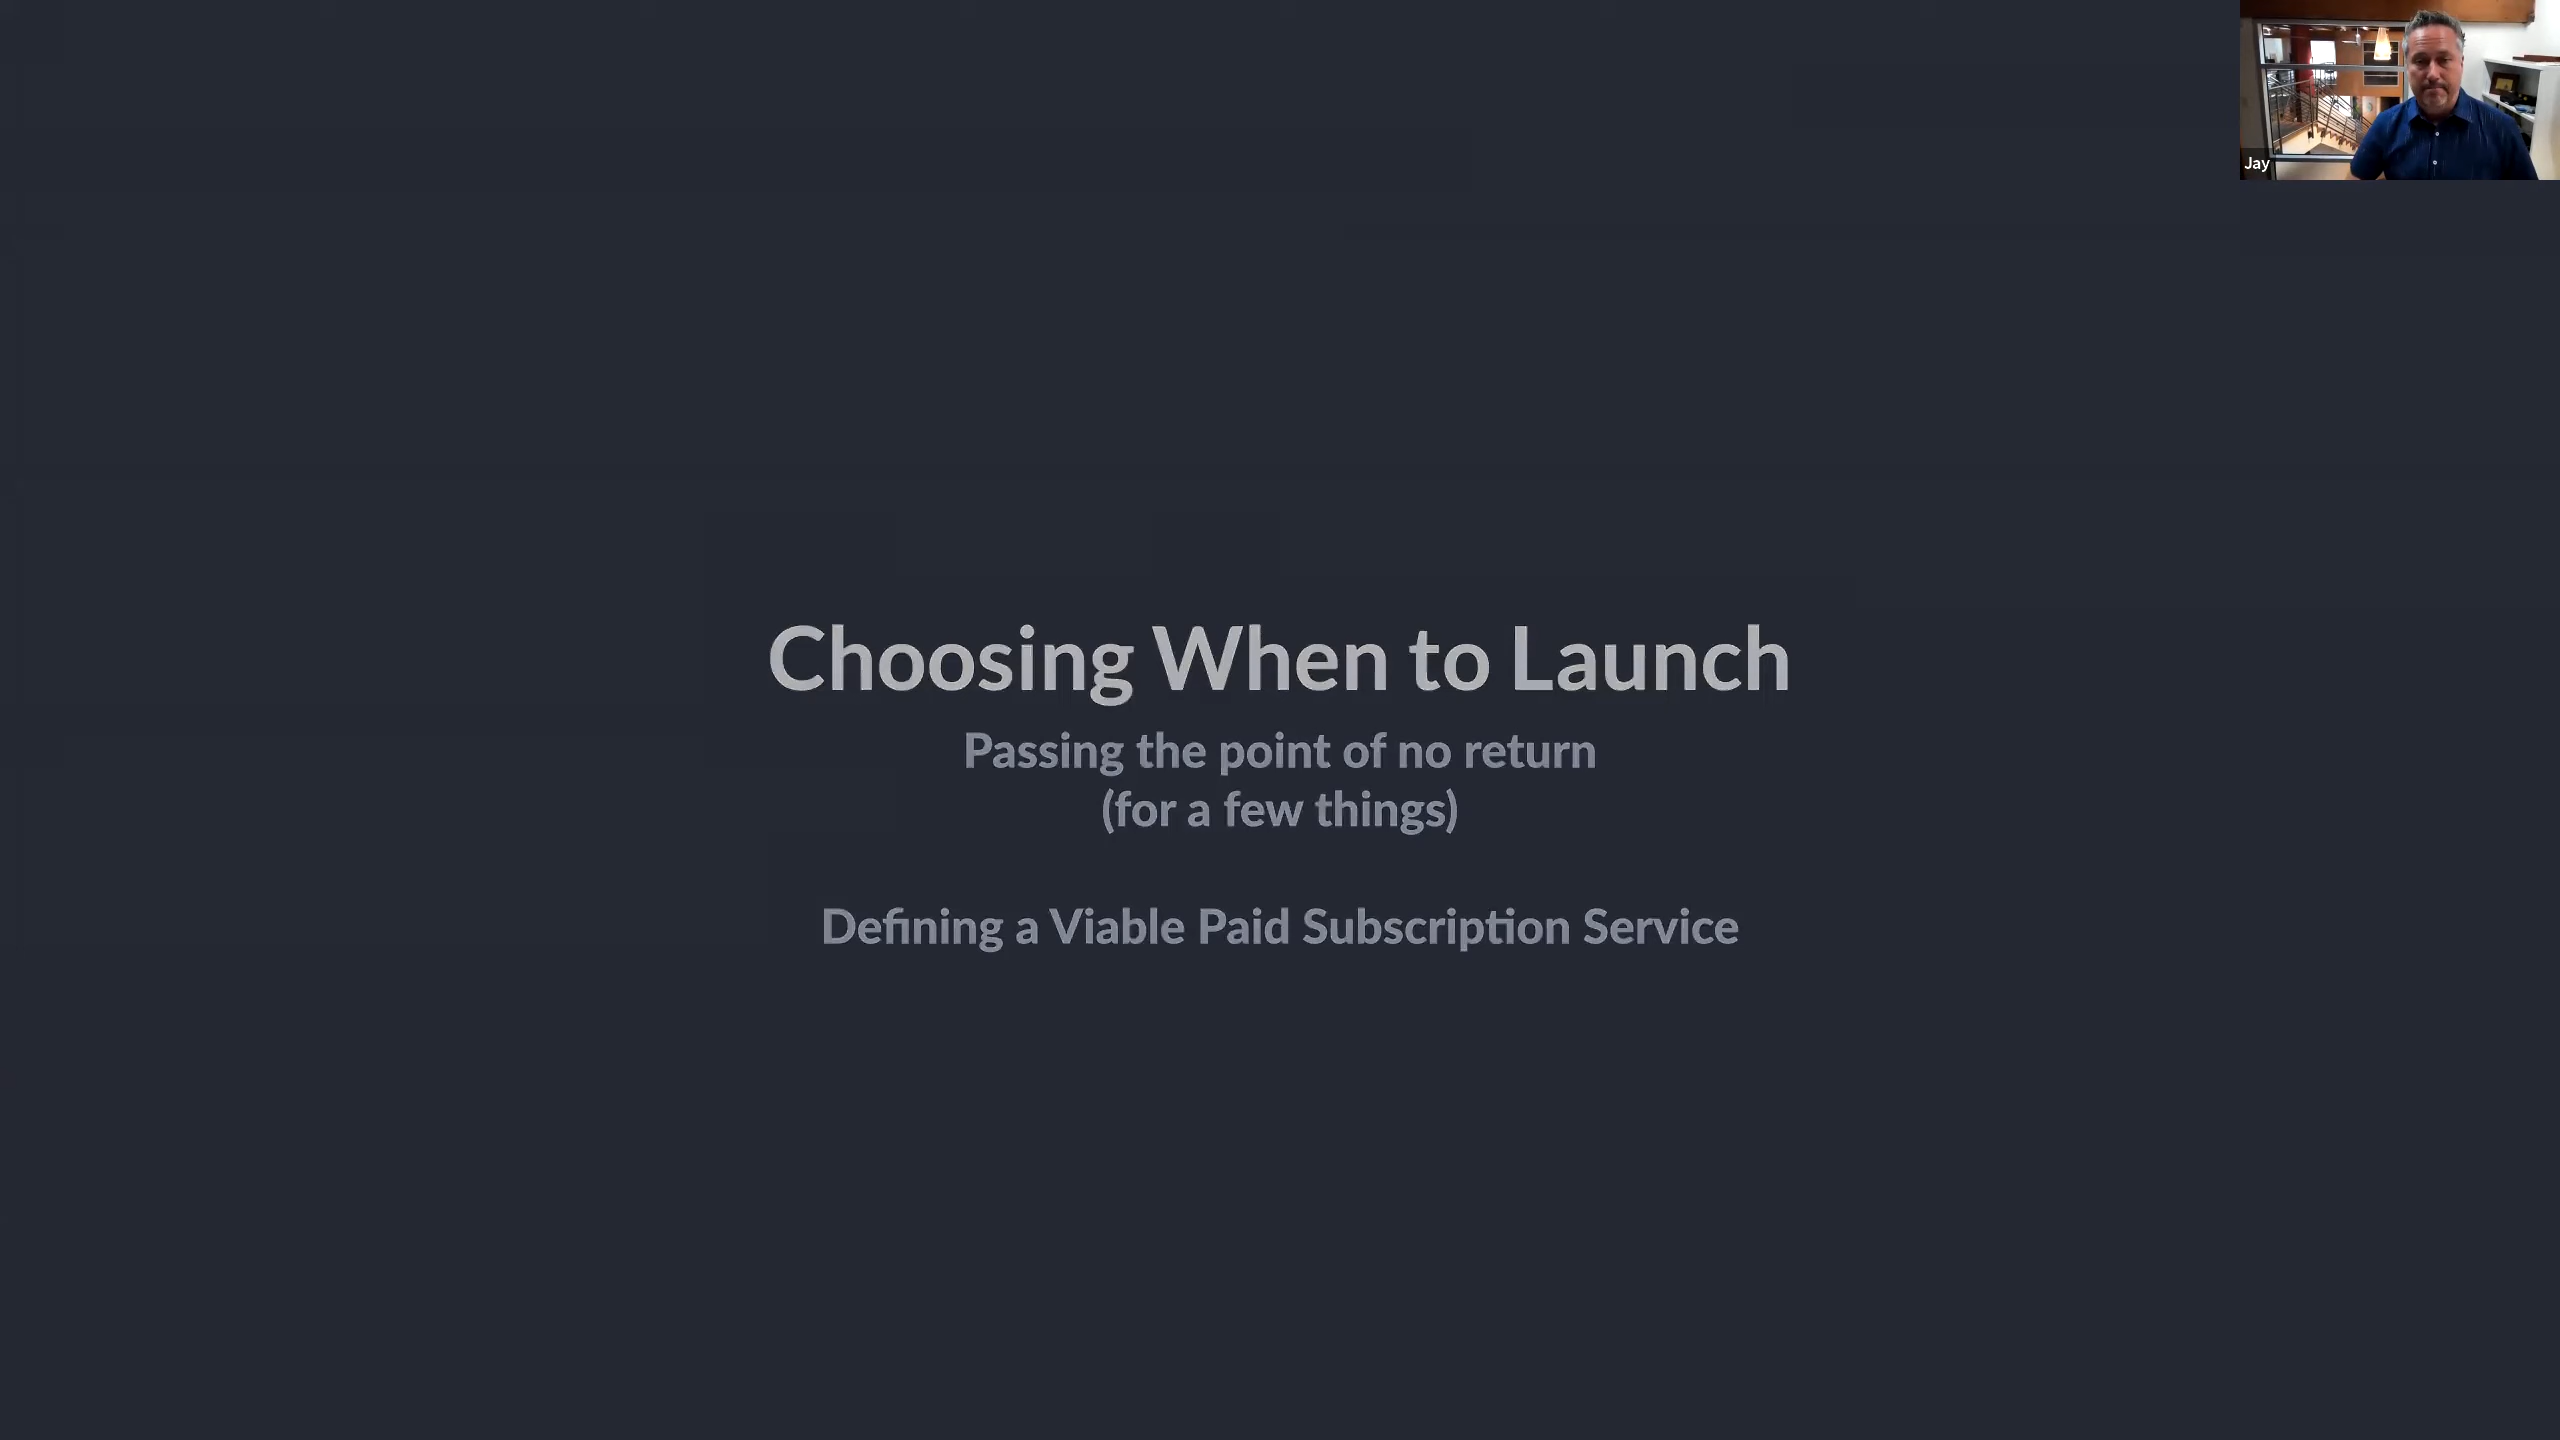 Jay
Choosing When to Launch
Passing the point of no return
(for a few things)
Defining a Viable Paid Subscription Service